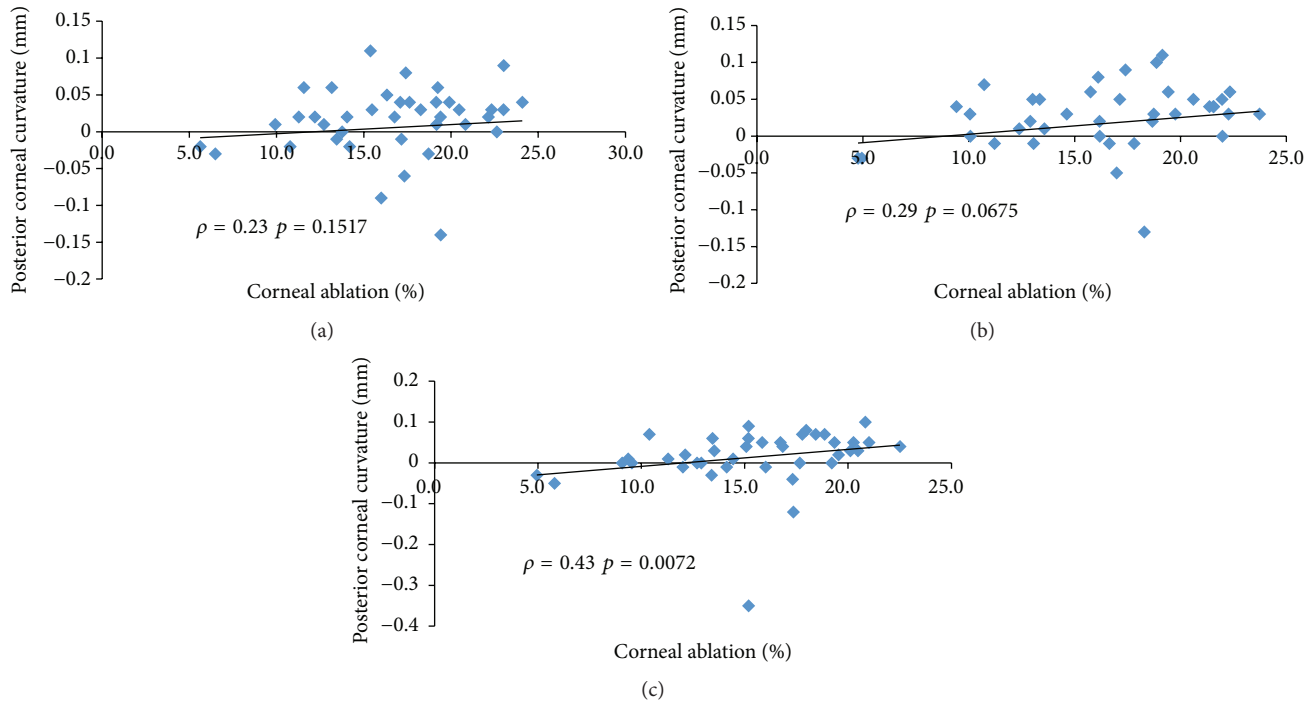 Posterior corneal curvature (mm)
0.15
0.1
0.05
0
−0.05
−0.1
−0.15
−0.2
0.0 5.0 10.0 15.0 20.0 25.0 30.0
ρ = 0.23 p = 0.1517
Corneal ablation (%)
(a)
Posterior corneal curvature (mm)
0.15
0.1
0.05
0
−0.05
−0.1
−0.15
−0.2
0.0 5.0 10.0 15.0 20.0 25.0
ρ = 0.29 p = 0.0675
Corneal ablation (%)
(b)
Posterior corneal curvature (mm)
0.2
0.1
0
−0.1
−0.2
−0.3
−0.4
0.0 5.0 10.0 15.0 20.0 25.0
ρ = 0.43 p = 0.0072
Corneal ablation (%)
(c)